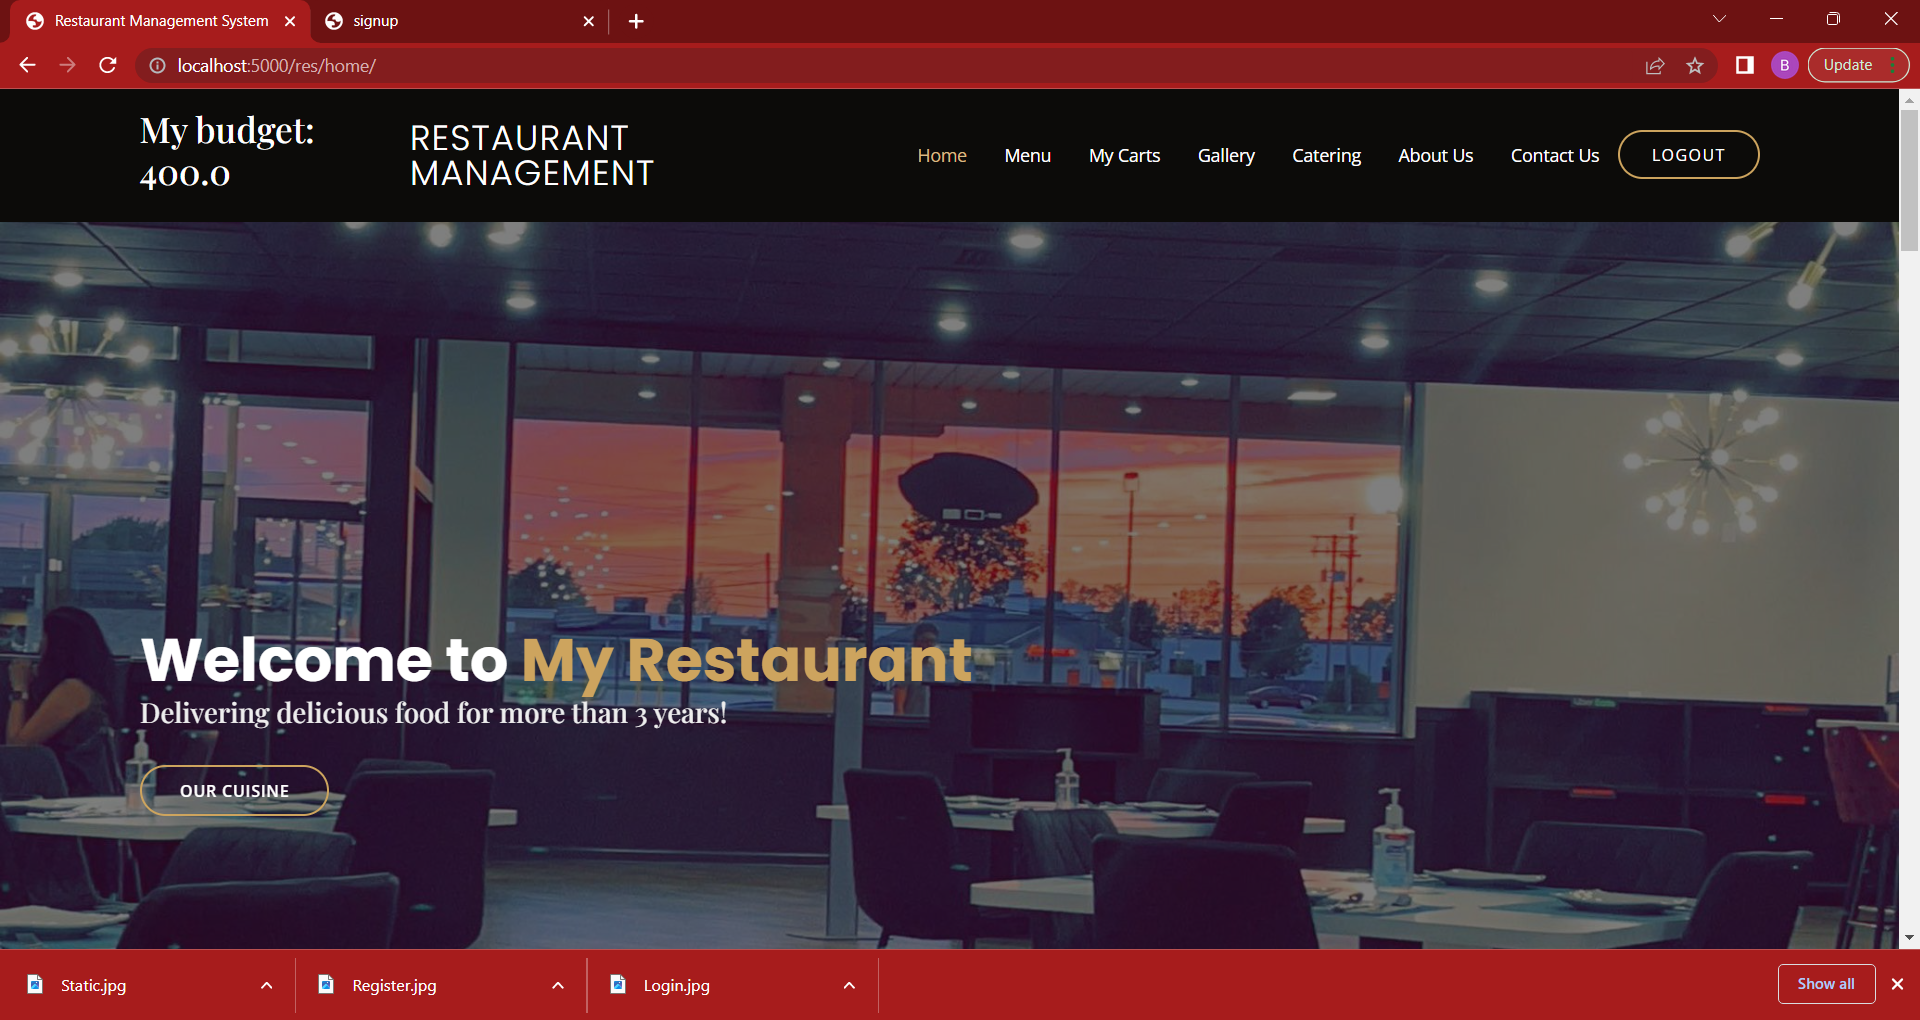 Restaurant Management System
signup
localhost:5000/res/home/
B
Update
My budget:
400.0
RESTAURANT
MANAGEMENT
Home
Menu
My Carts
Gallery
Catering
About Us
Contact Us
LOGOUT
Welcome to My Restaurant
Delivering delicious food for more than 3 years!
OUR CUISINE
Static.jpg
Register.jpg
Login.jpg
Show all